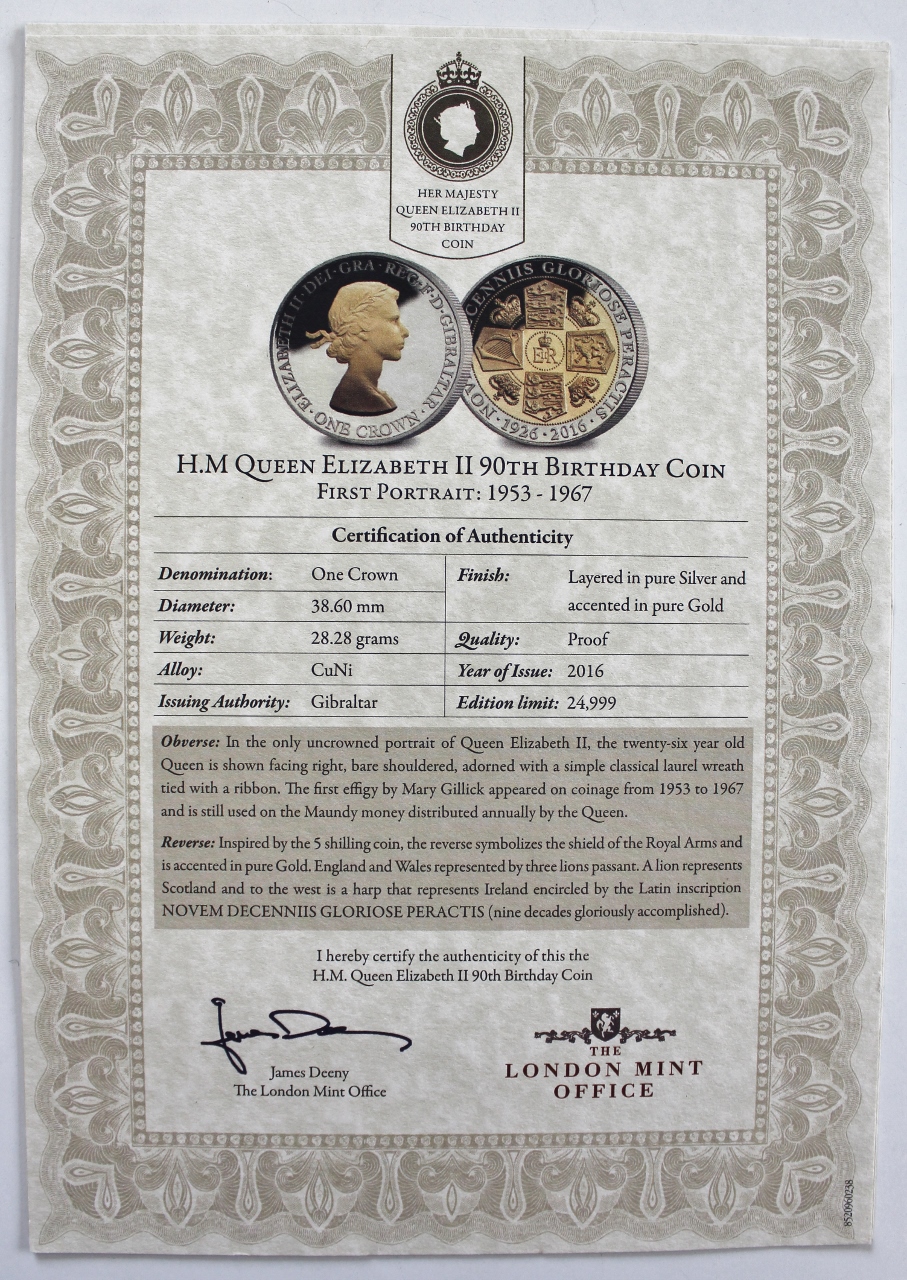 HER MAJESTY
QUEEN ELIZABETH II
90TH BIRTHDAY
COIN
·ELIZABETH II·DEI·GRA·REG·F·D·GIBRALTAR·
ONE CROWN
CENNIIS GLORIOSE PERACTIS
NOV
·1926·2016·
EIIR
H.M QUEEN ELIZABETH II 90TH BIRTHDAY COIN
FIRST PORTRAIT: 1953 - 1967
Certification of Authenticity
Denomination: One Crown
Diameter: 38.60 mm
Weight: 28.28 grams
Alloy: CuNi
Issuing Authority: Gibraltar
Finish: Layered in pure Silver and
accented in pure Gold
Quality: Proof
Year of Issue: 2016
Edition limit: 24,999
Obverse: In the only uncrowned portrait of Queen Elizabeth II, the twenty-six year old
Queen is shown facing right, bare shouldered, adorned with a simple classical laurel wreath
tied with a ribbon. The first effigy by Mary Gillick appeared on coinage from 1953 to 1967
and is still used on the Maundy money distributed annually by the Queen.
Reverse: Inspired by the 5 shilling coin, the reverse symbolizes the shield of the Royal Arms and
is accented in pure Gold. England and Wales represented by three lions passant. A lion represents
Scotland and to the west is a harp that represents Ireland encircled by the Latin inscription
NOVEM DECENNIIS GLORIOSE PERACTIS (nine decades gloriously accomplished).
I hereby certify the authenticity of this the
H.M. Queen Elizabeth II 90th Birthday Coin
James Deeny
James Deeny
The London Mint Office
THE
LONDON MINT
OFFICE
8520960238